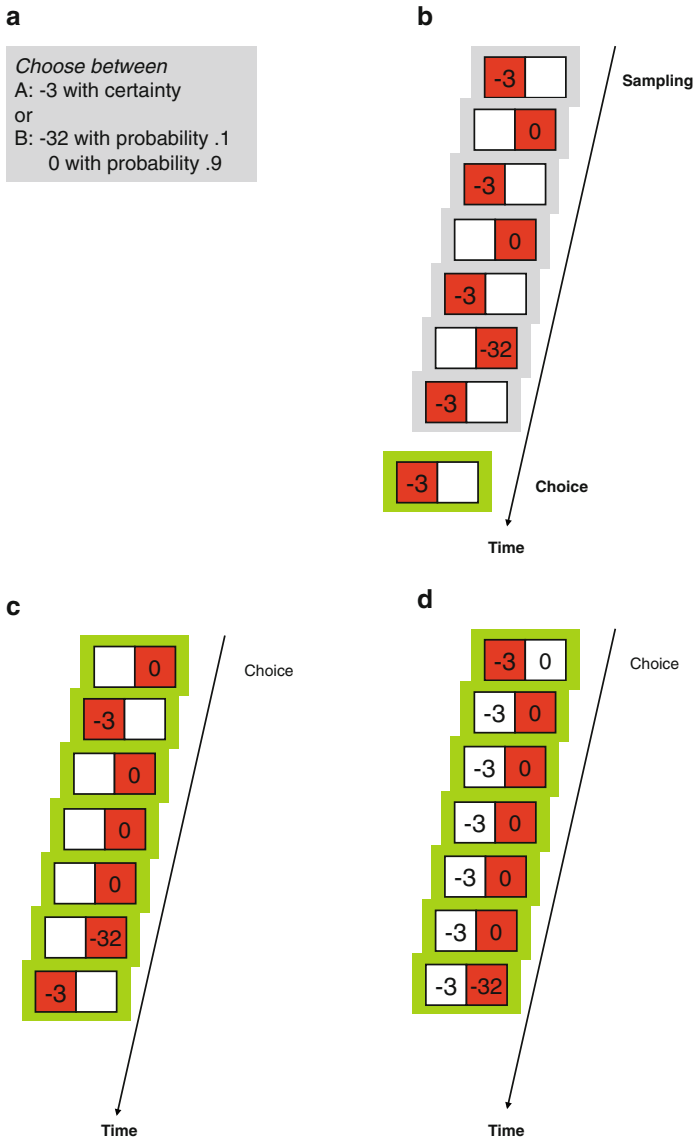 a
Choose between
A: -3 with certainty
or
B: -32 with probability .1
0 with probability .9
b
-3
Sampling
0
-3
0
-3
-32
-3
-3
Choice
Time
c
0
Choice
-3
0
0
0
-32
-3
Time
d
-3 0
Choice
-3 0
-3 0
-3 0
-3 0
-3 0
-3 -32
Time